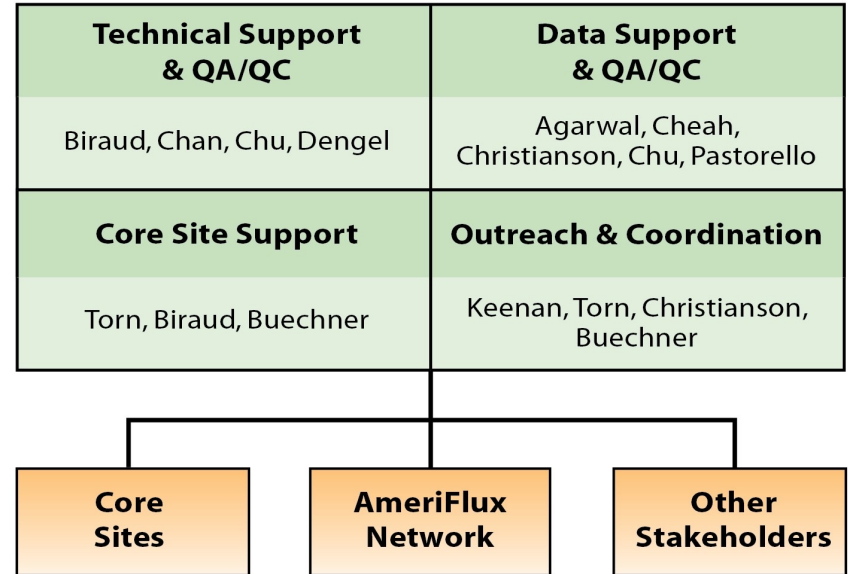 Technical Support
& QA/QC
Biraud, Chan, Chu, Dengel
Data Support
& QA/QC
Agarwal, Cheah,
Christianson, Chu, Pastorello
Core Site Support
Torn, Biraud, Buechner
Outreach & Coordination
Keenan, Torn, Christianson,
Buechner
Core
Sites
AmeriFlux
Network
Other
Stakeholders